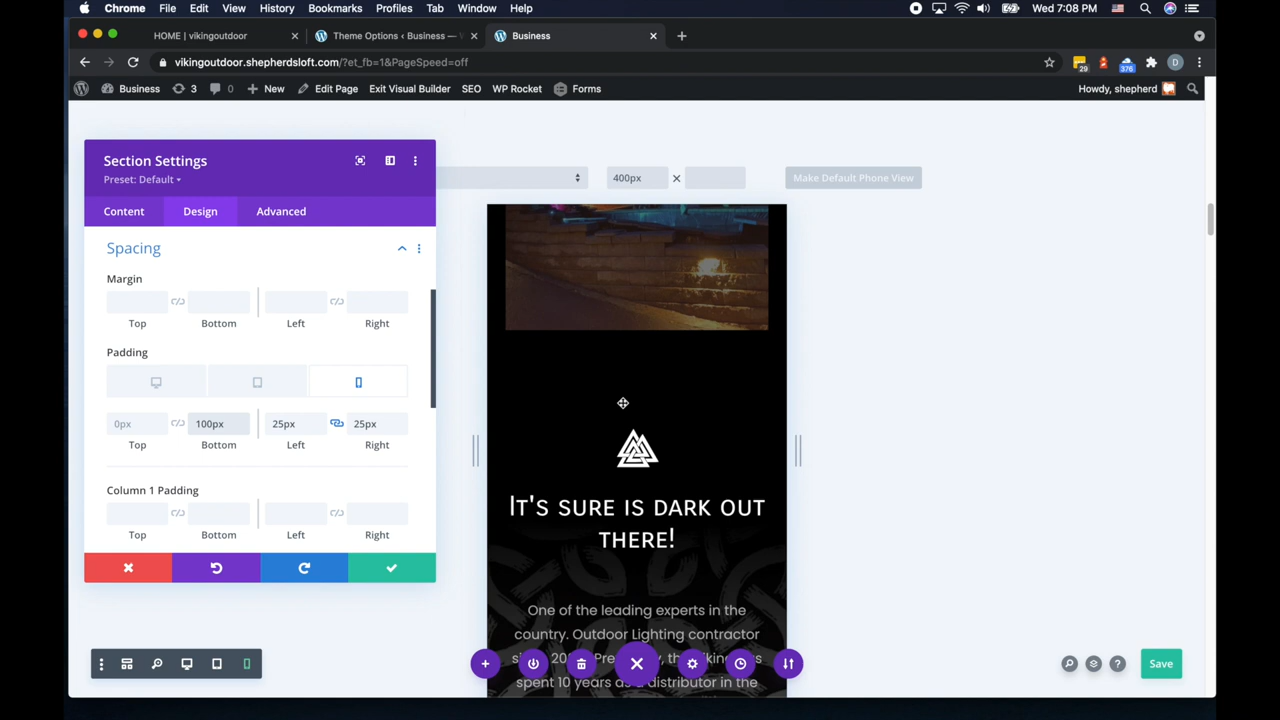 Chrome File Edit View History Bookmarks Profiles Tab Window Help Wed 7:08 PM
HOME | vikingoutdoor Theme Options ‹ Business — Business
vikingoutdoor.shepherdsloft.com/?et_fb=1&PageSpeed=off 29 376 D
Business 3 0 New Edit Page Exit Visual Builder SEO WP Rocket Forms Howdy, shepherd
Section Settings
Preset: Default
400px Make Default Phone View
Content Design Advanced
Spacing
Margin
Top Bottom Left Right
Padding
0px 100px 25px 25px
Top Bottom Left Right
Column 1 Padding
Top Bottom Left Right
It's sure is dark out
there!
One of the leading experts in the
country. Outdoor Lighting contractor
spent 10 years as a distributor in the
Save